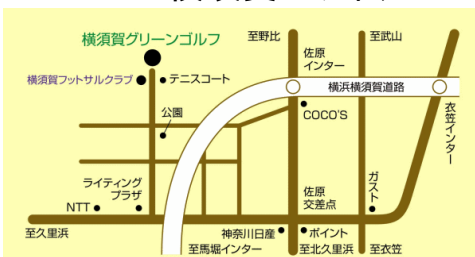 横須賀グリーンゴルフ
至野比
至武山
佐原
インター
横須賀フットサルクラブ
テニスコート
横浜横須賀道路
公園
COCO'S
衣笠インター
ライティング
プラザ
佐原
交差点
ガスト
NTT
至久里浜
神奈川日産
ポイント
至馬堀インター
至北久里浜
至衣笠